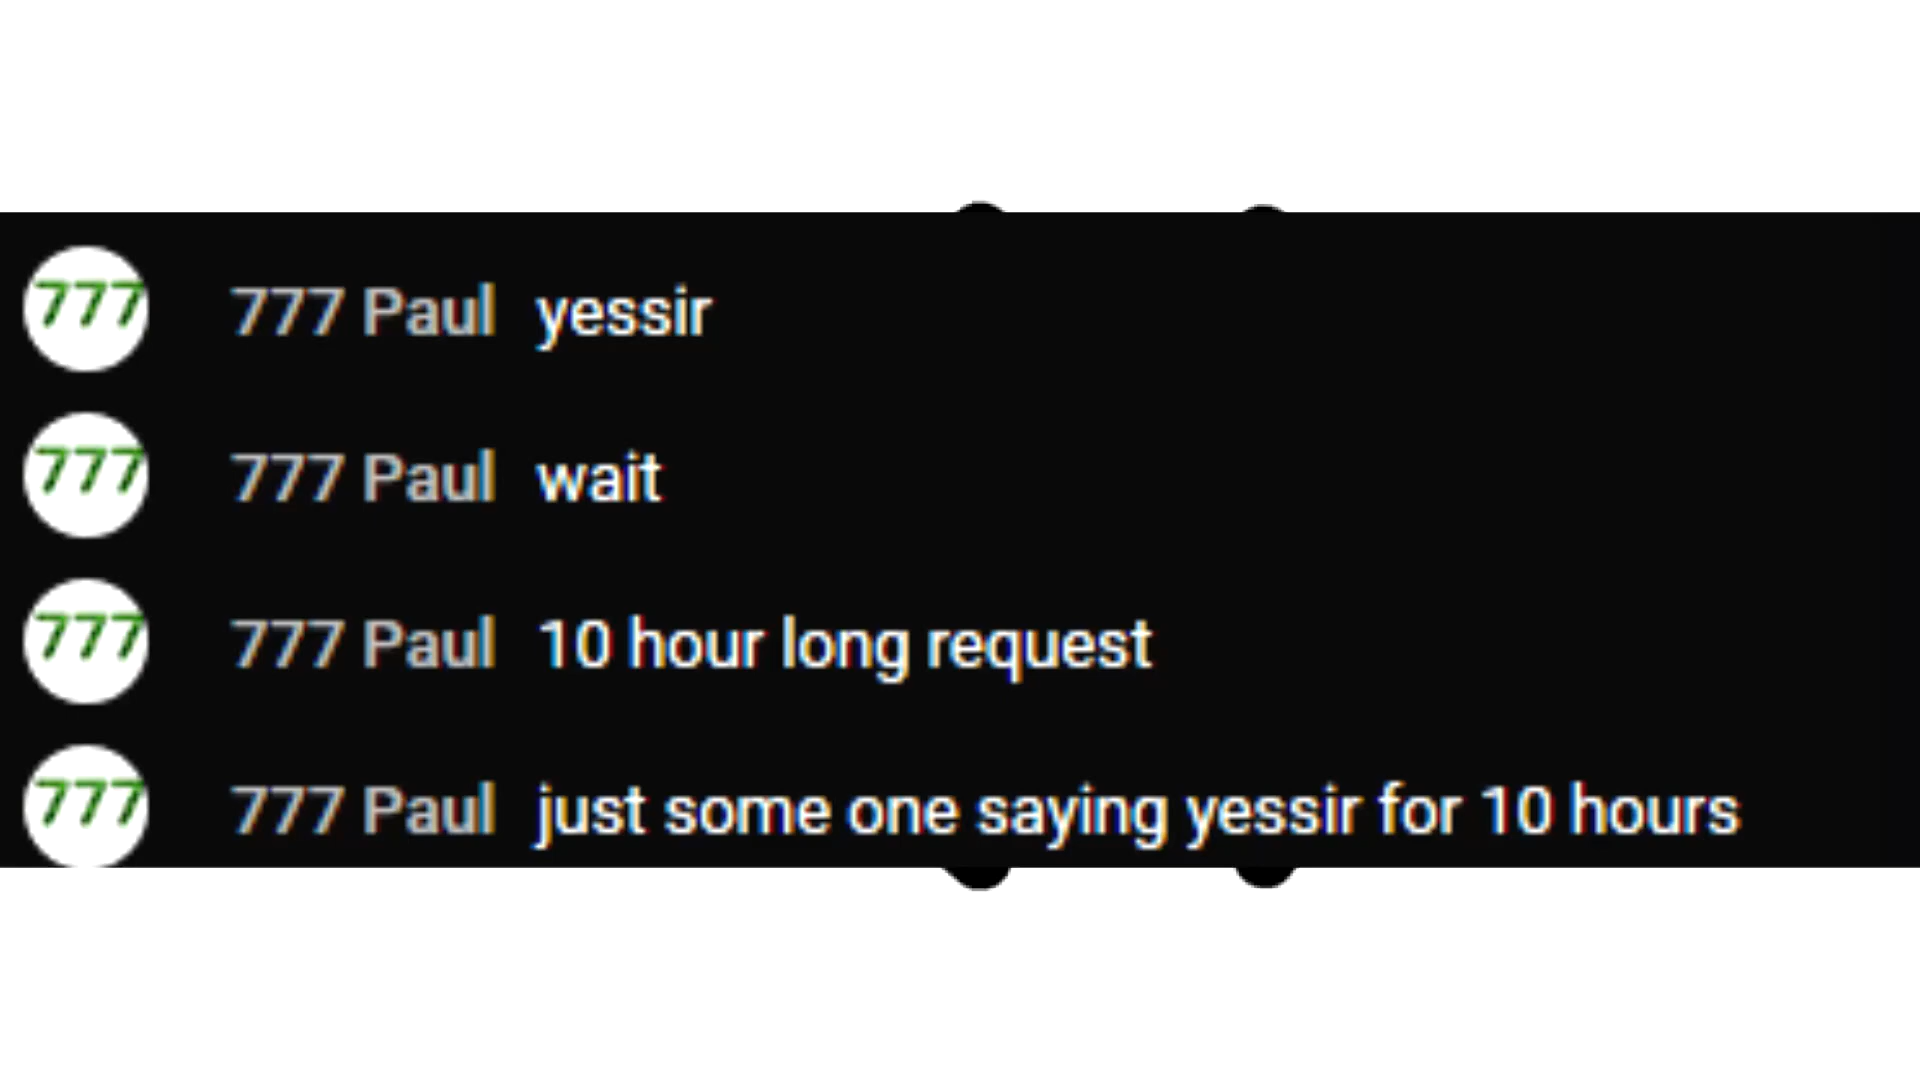 777 777 Paul yessir
777 777 Paul wait
777 777 Paul 10 hour long request
777 777 Paul just some one saying yessir for 10 hours